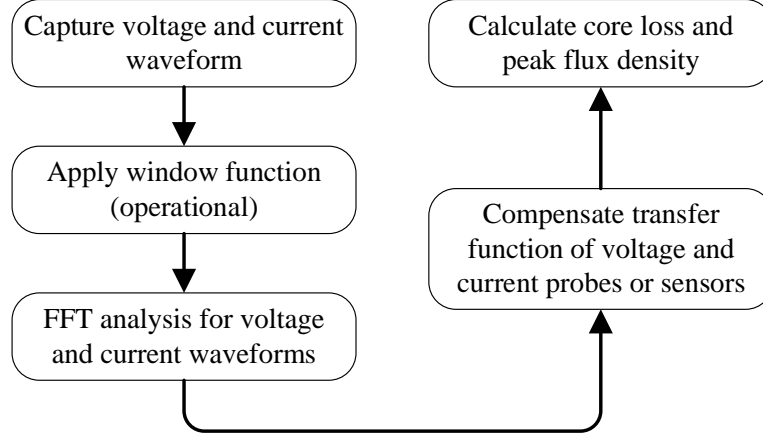 Capture voltage and current
waveform
Apply window function
(operational)
FFT analysis for voltage
and current waveforms
Compensate transfer
function of voltage and
current probes or sensors
Calculate core loss and
peak flux density